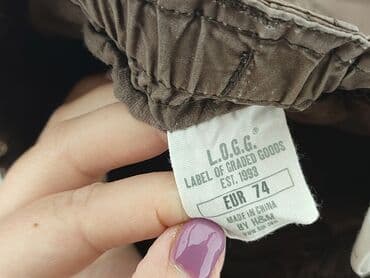 L.O.G.G.®
LABEL OF GRADED GOODS
EST. 1993
EUR 74
MADE IN CHINA
BY H&M